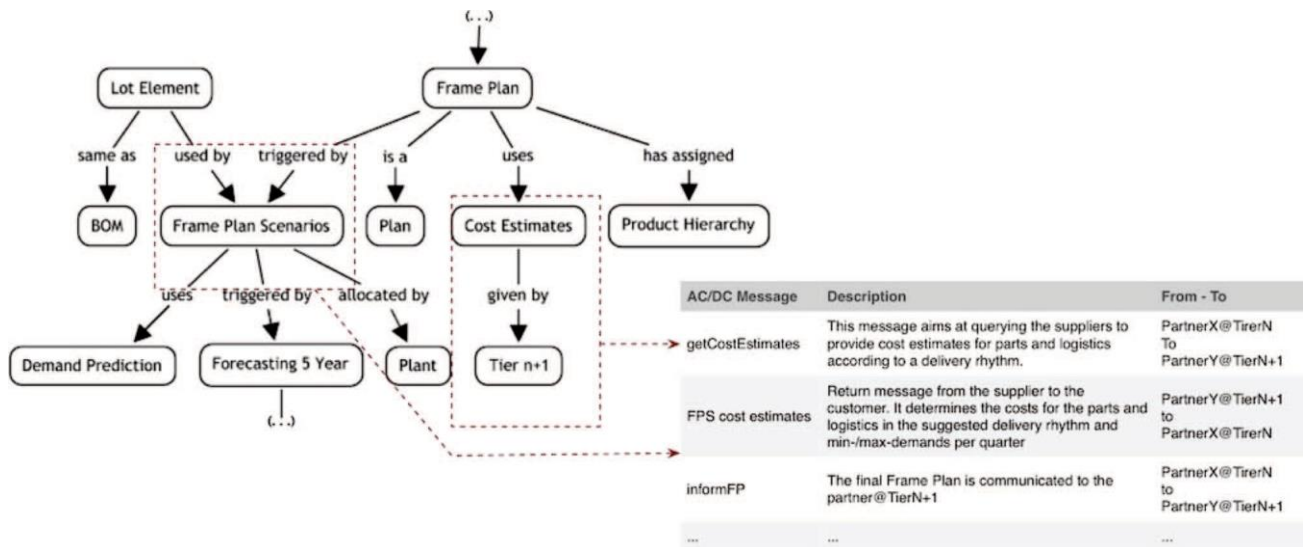 (...)
Lot Element
Frame Plan
same as
used by
triggered by
is a
uses
has assigned
BOM
Frame Plan Scenarios
Plan
Cost Estimates
Product Hierarchy
uses
triggered by
allocated by
given by
Demand Prediction
Forecasting 5 Year
Plant
Tier n+1
(...)
AC/DC Message
Description
From - To
getCostEstimates
This message aims at querying the suppliers to
provide cost estimates for parts and logistics
according to a delivery rhythm.
PartnerX@TirerN
To
PartnerY@TierN+1
FPS cost estimates
Return message from the supplier to the
customer. It determines the costs for the parts and
logistics in the suggested delivery rhythm and
min-/max-demands per quarter
PartnerY@TierN+1
to
PartnerX@TirerN
informFP
The final Frame Plan is communicated to the
partner@TierN+1
PartnerX@TirerN
to
PartnerY@TierN+1
...
...
...